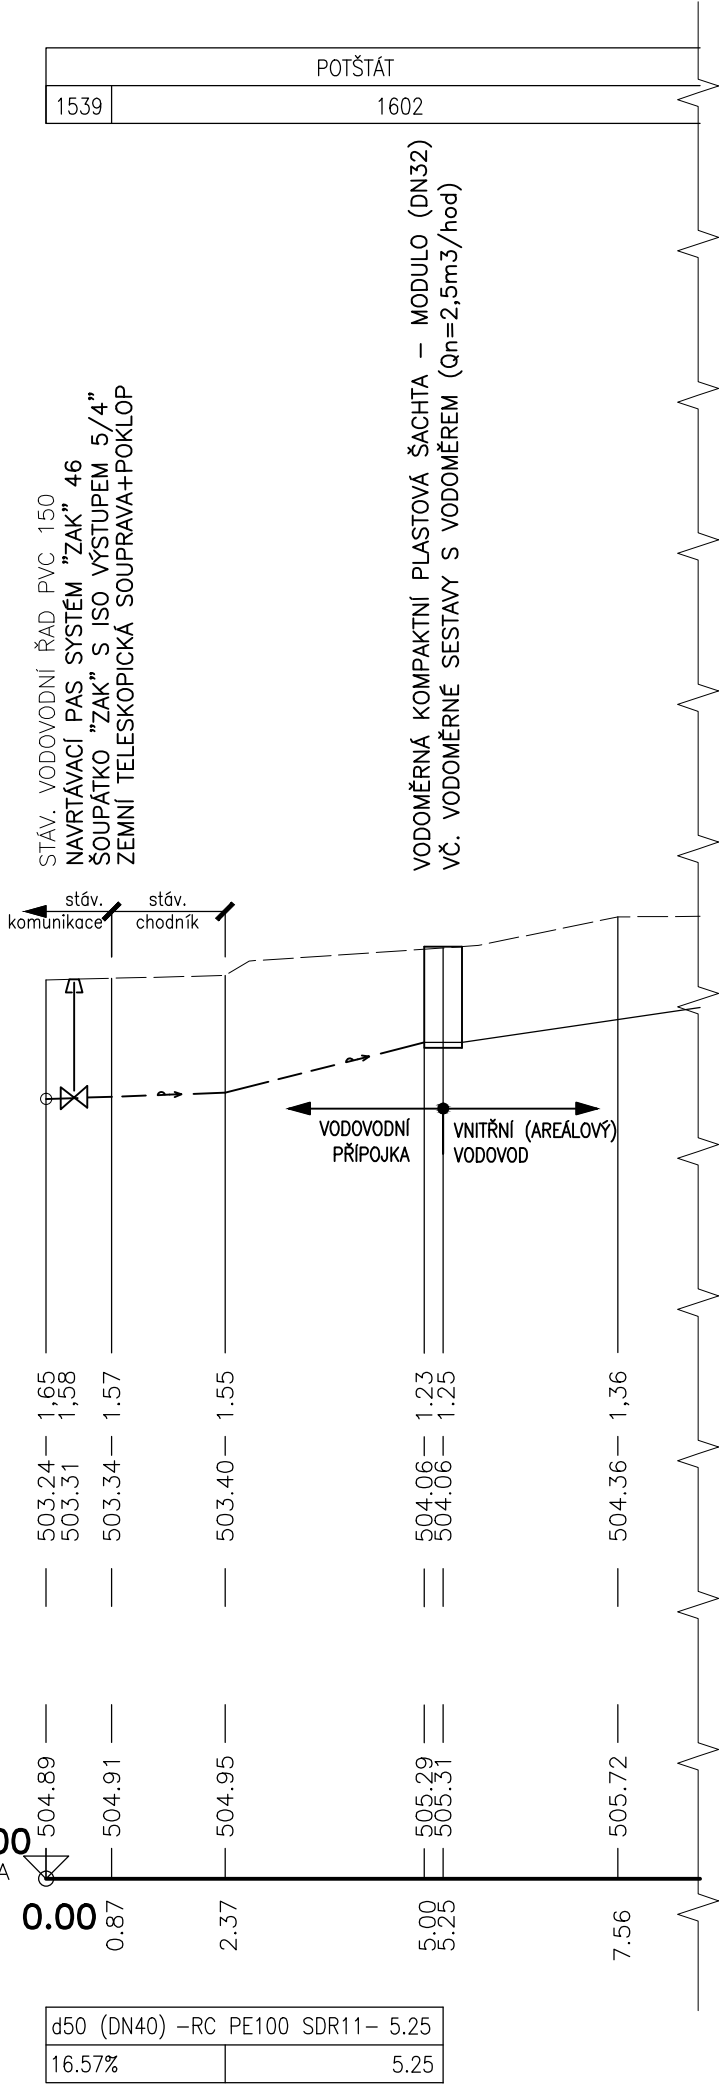 POTŠTÁT
1539
1602
STÁV. VODOVODNÍ ŘAD PVC 150
NAVRTÁVACÍ PAS SYSTÉM "ZAK" 46
ŠOUPÁTKO "ZAK" S ISO VÝSTUPEM 5/4"
ZEMNÍ TELESKOPICKÁ SOUPRAVA+POKLOP
VODOMĚRNÁ KOMPAKTNÍ PLASTOVÁ ŠACHTA – MODULO (DN32)
VČ. VODOMĚRNÉ SESTAVY S VODOMĚREM (Qn=2,5m3/hod)
stáv.
komunikace
stáv.
chodník
VODOVODNÍ
PŘÍPOJKA
VNITŘNÍ (AREÁLOVÝ)
VODOVOD
1,65
1,58
1.57
1.55
1.23
1.25
1,36
503.24
503.31
503.34
503.40
504.06
504.06
504.36
504.89
504.91
504.95
505.29
505.31
505.72
00
A
0.00
0.87
2.37
5.00
5.25
7.56
d50 (DN40) –RC PE100 SDR11– 5.25
16.57%
5.25